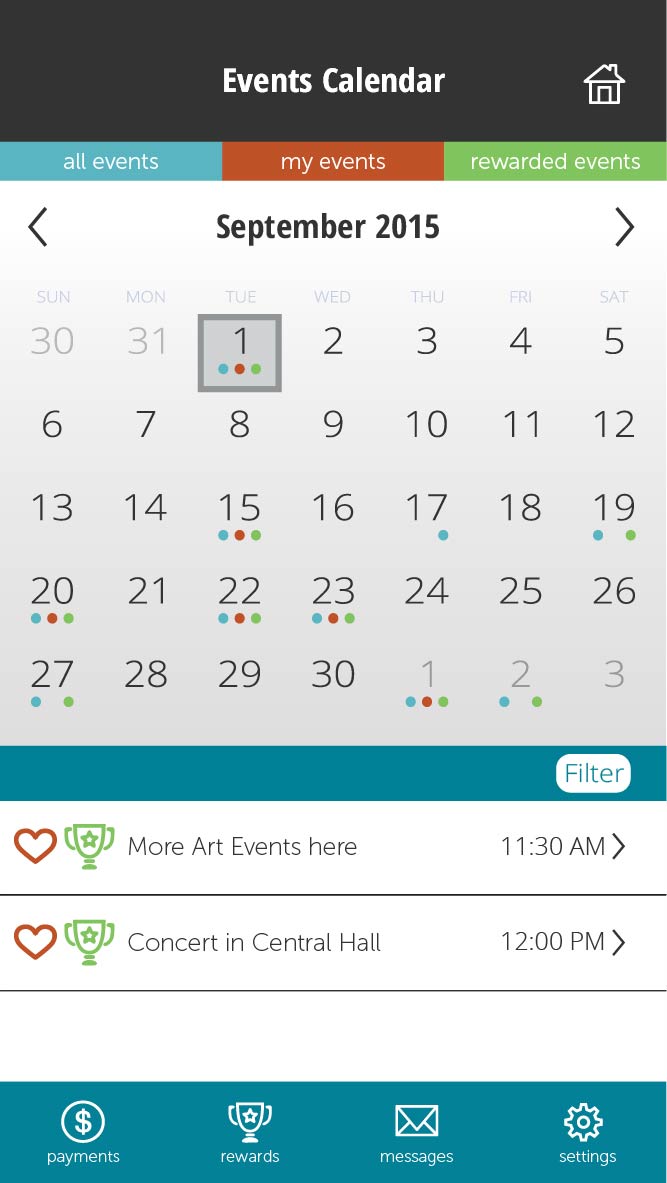 Events Calendar
all events my events rewarded events
September 2015
SUN MON TUE WED THU FRI SAT
30 31 1 2 3 4 5
6 7 8 9 10 11 12
13 14 15 16 17 18 19
20 21 22 23 24 25 26
27 28 29 30 1 2 3
Filter
More Art Events here 11:30 AM
Concert in Central Hall 12:00 PM
$
payments rewards messages settings